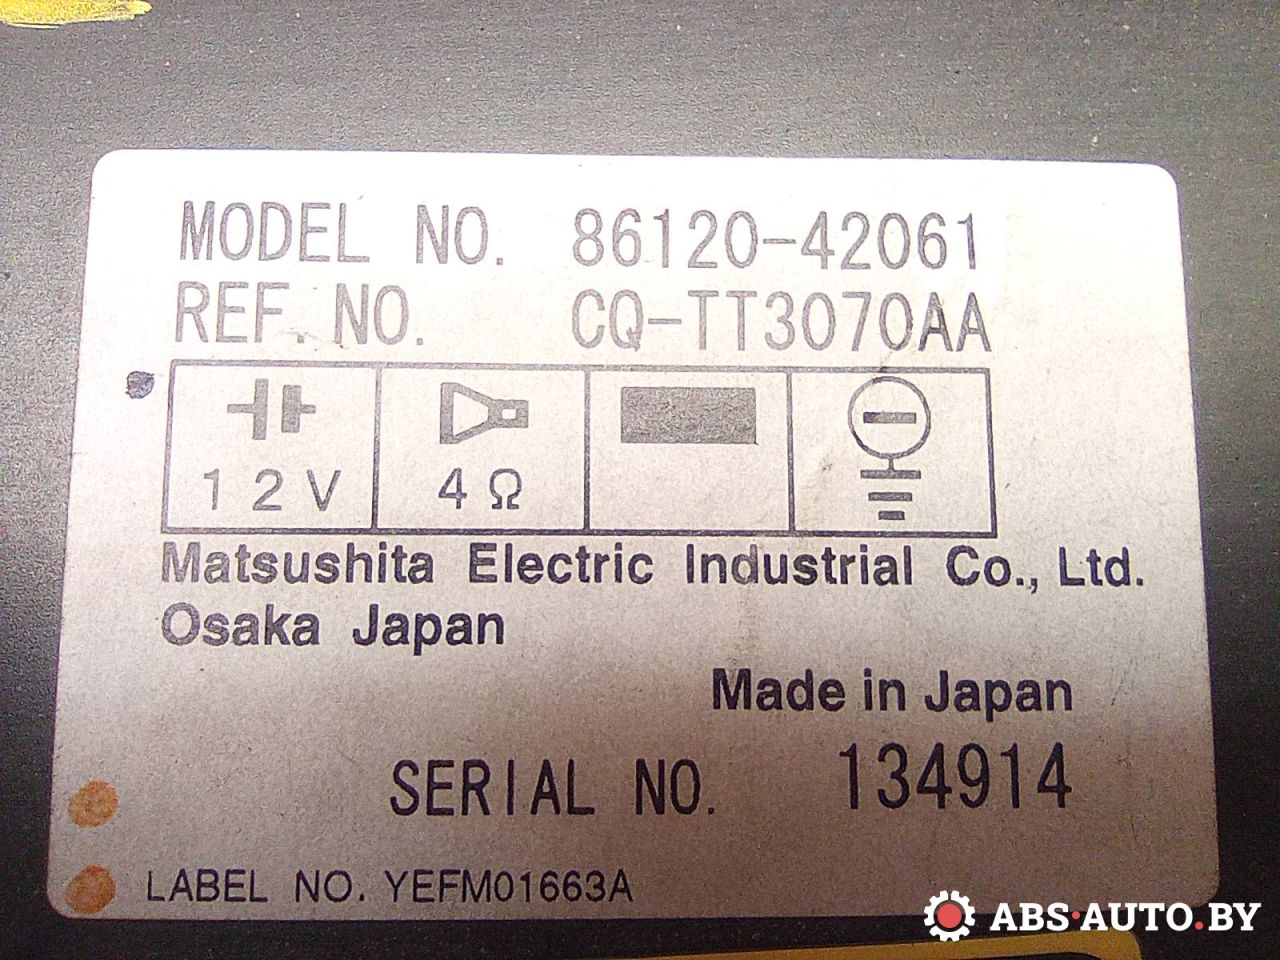 MODEL NO. 86120-42061
REF. NO. CQ-TT3070AA
12V 4Ω
Matsushita Electric Industrial Co., Ltd.
Osaka Japan
Made in Japan
SERIAL NO. 134914
LABEL NO. YEFM01663A
ABS·AUTO.BY